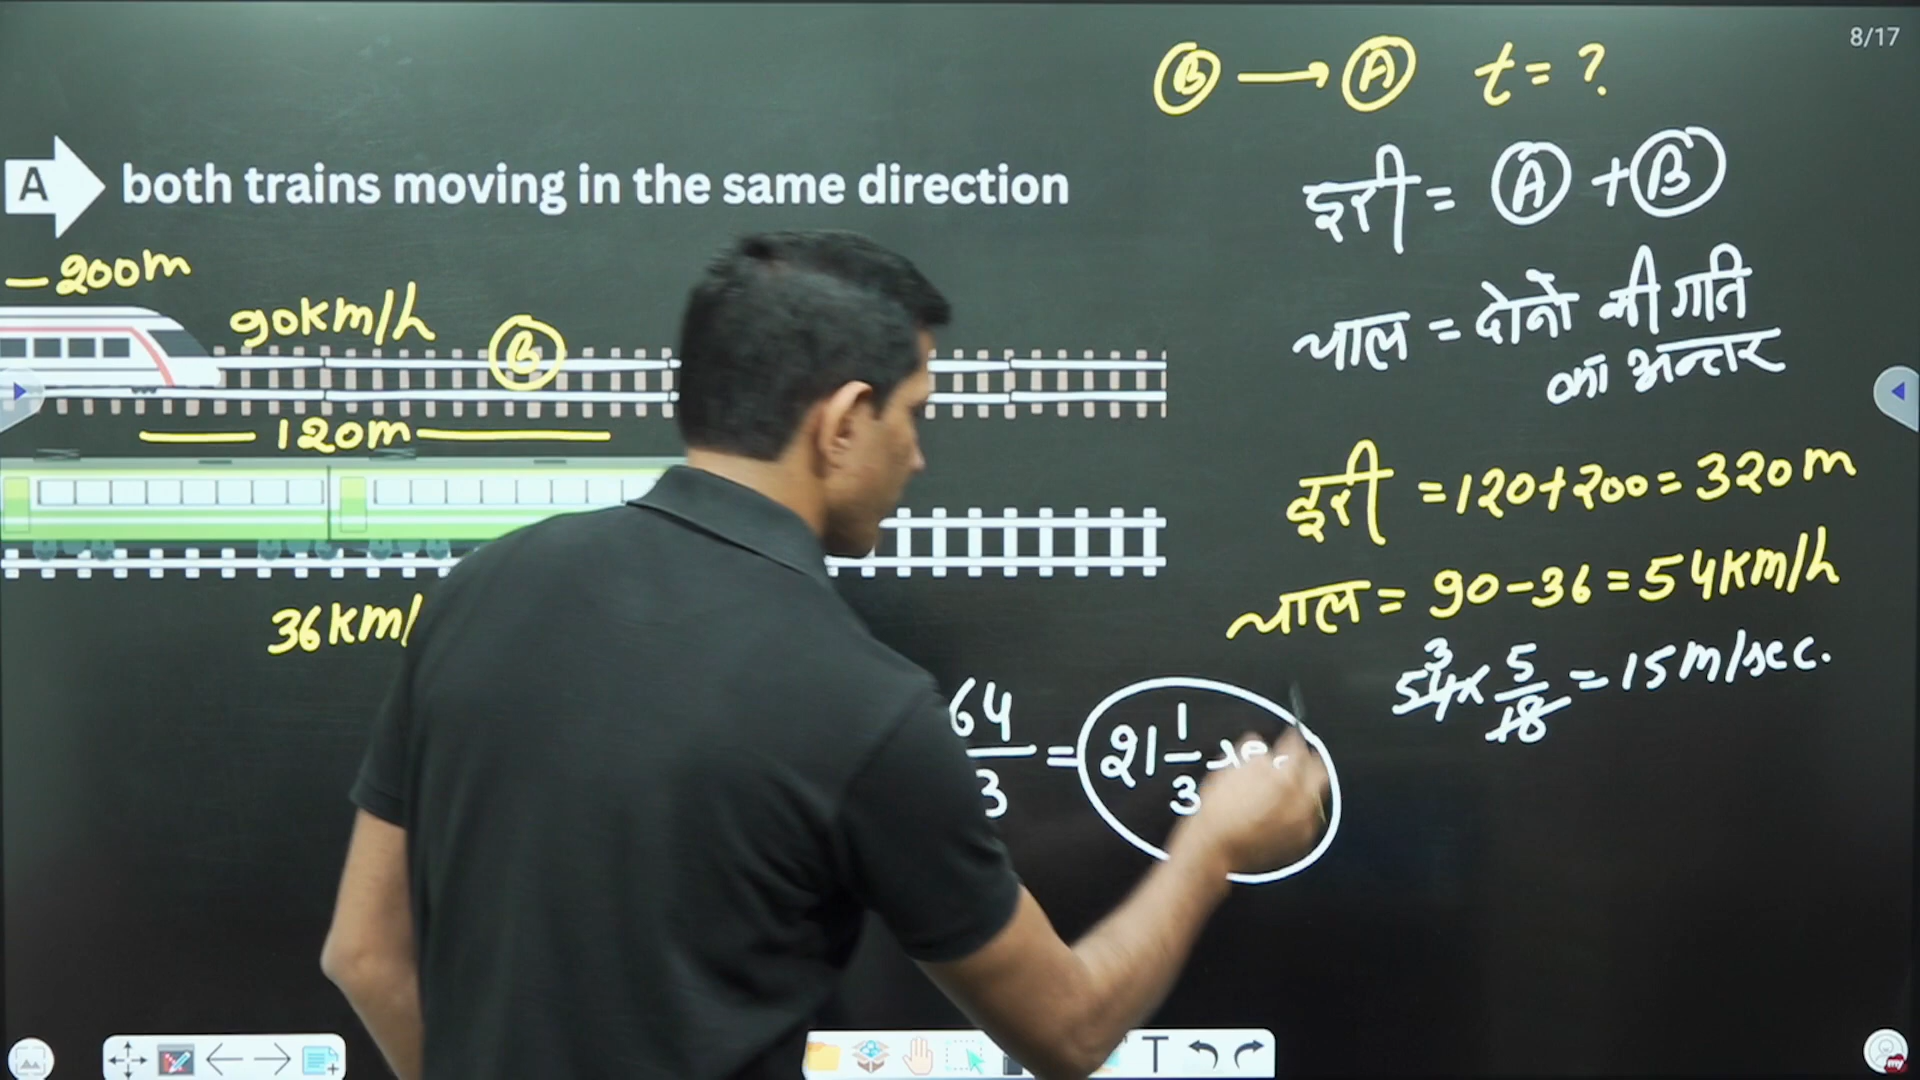 8/17
B → A t = ?
A both trains moving in the same direction
दूरी = A + B
200m
90km/h B
चाल = दोनो की गति
का अन्तर
120m
दूरी = 120+200 = 320m
36km/
चाल = 90-36 = 54km/h
54 3 × 5/18 = 15m/sec.
64/3 = 21 1/3
T
my